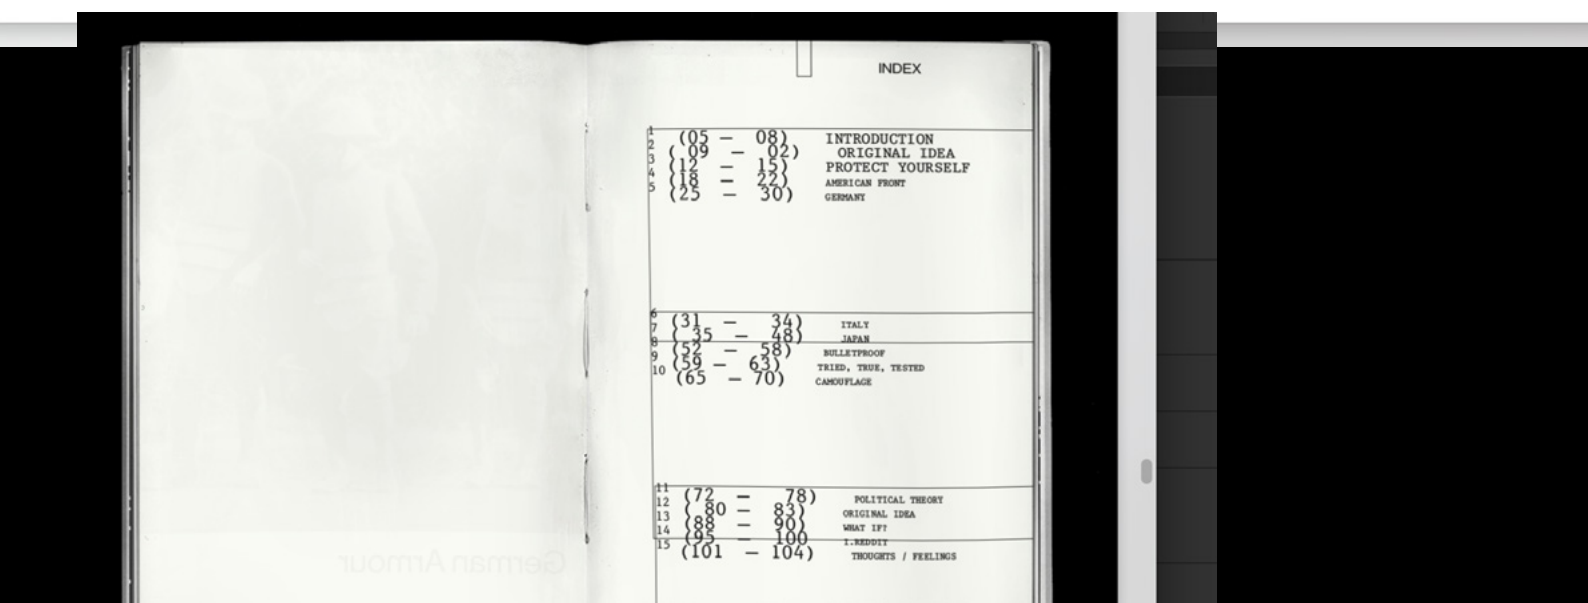 INDEX
1 (05 — 08) INTRODUCTION
2 ( 09 — 02) ORIGINAL IDEA
3 (12 — 15) PROTECT YOURSELF
4 (18 — 22) AMERICAN FRONT
5 (25 — 30) GERMANY
6 (31 — 34) ITALY
7 ( 35 — 48) JAPAN
8 (52 — 58) BULLETPROOF
9 (59 — 63) TRIED, TRUE, TESTED
10 (65 — 70) CAMOUFLAGE
11 (72 — 78) POLITICAL THEORY
12 ( 80 — 83) ORIGINAL IDEA
13 (88 — 90) WHAT IF?
14 (95 — 100 I.REDDIT
15 (101 — 104) THOUGHTS / FEELINGS
German Armour